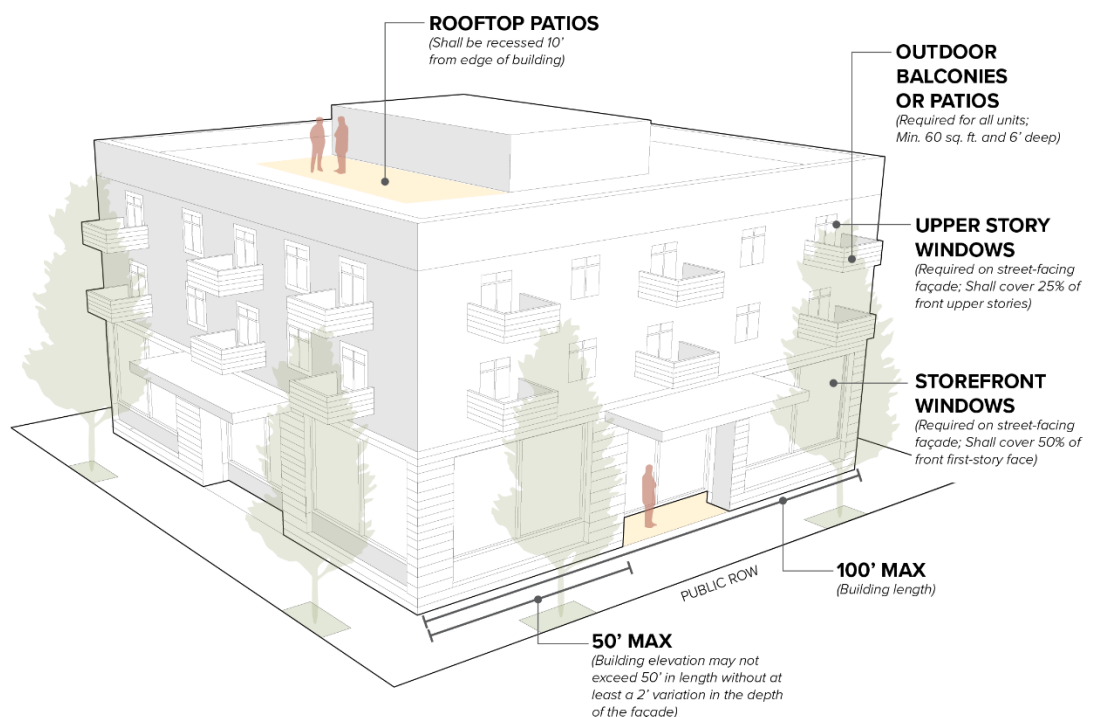 ROOFTOP PATIOS
(Shall be recessed 10’
from edge of building)
OUTDOOR
BALCONIES
OR PATIOS
(Required for all units;
Min. 60 sq. ft. and 6’ deep)
UPPER STORY
WINDOWS
(Required on street-facing
façade; Shall cover 25% of
front upper stories)
STOREFRONT
WINDOWS
(Required on street-facing
façade; Shall cover 50% of
front first-story face)
100’ MAX
(Building length)
PUBLIC ROW
50’ MAX
(Building elevation may not
exceed 50’ in length without at
least a 2’ variation in the depth
of the façade)